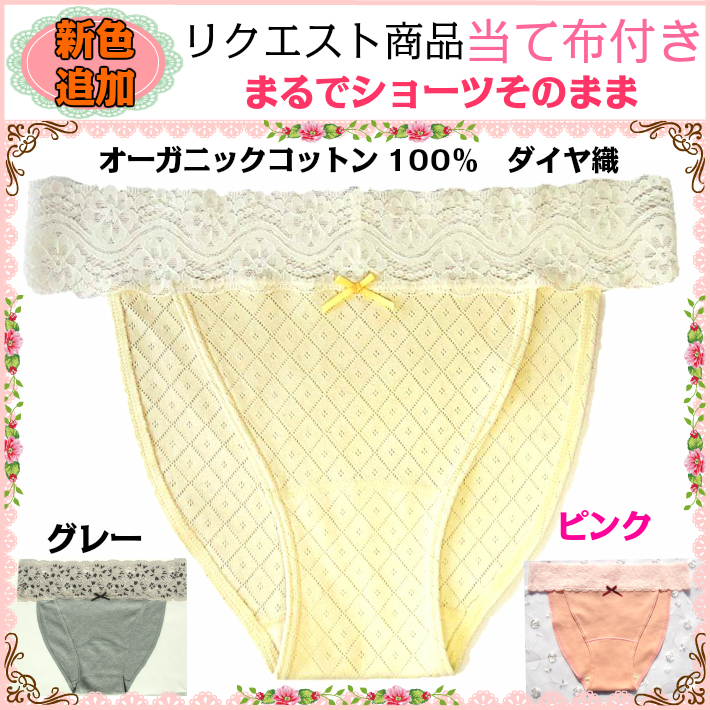 新色
追加
リクエスト商品当て布付き
まるでショーツそのまま
オーガニックコットン 100% ダイヤ織
グレー
ピンク